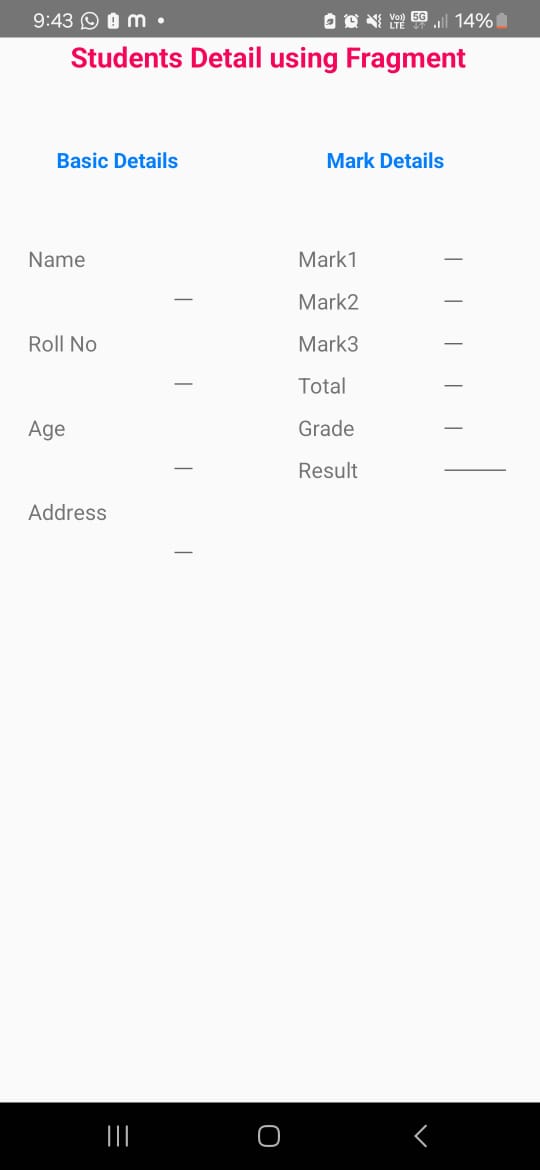 9:43 m • Vo)) LTE 5G 14%
Students Detail using Fragment
Basic Details Mark Details
Name Mark1 —
— Mark2 —
Roll No Mark3 —
— Total —
Age Grade —
— Result ———
Address
—